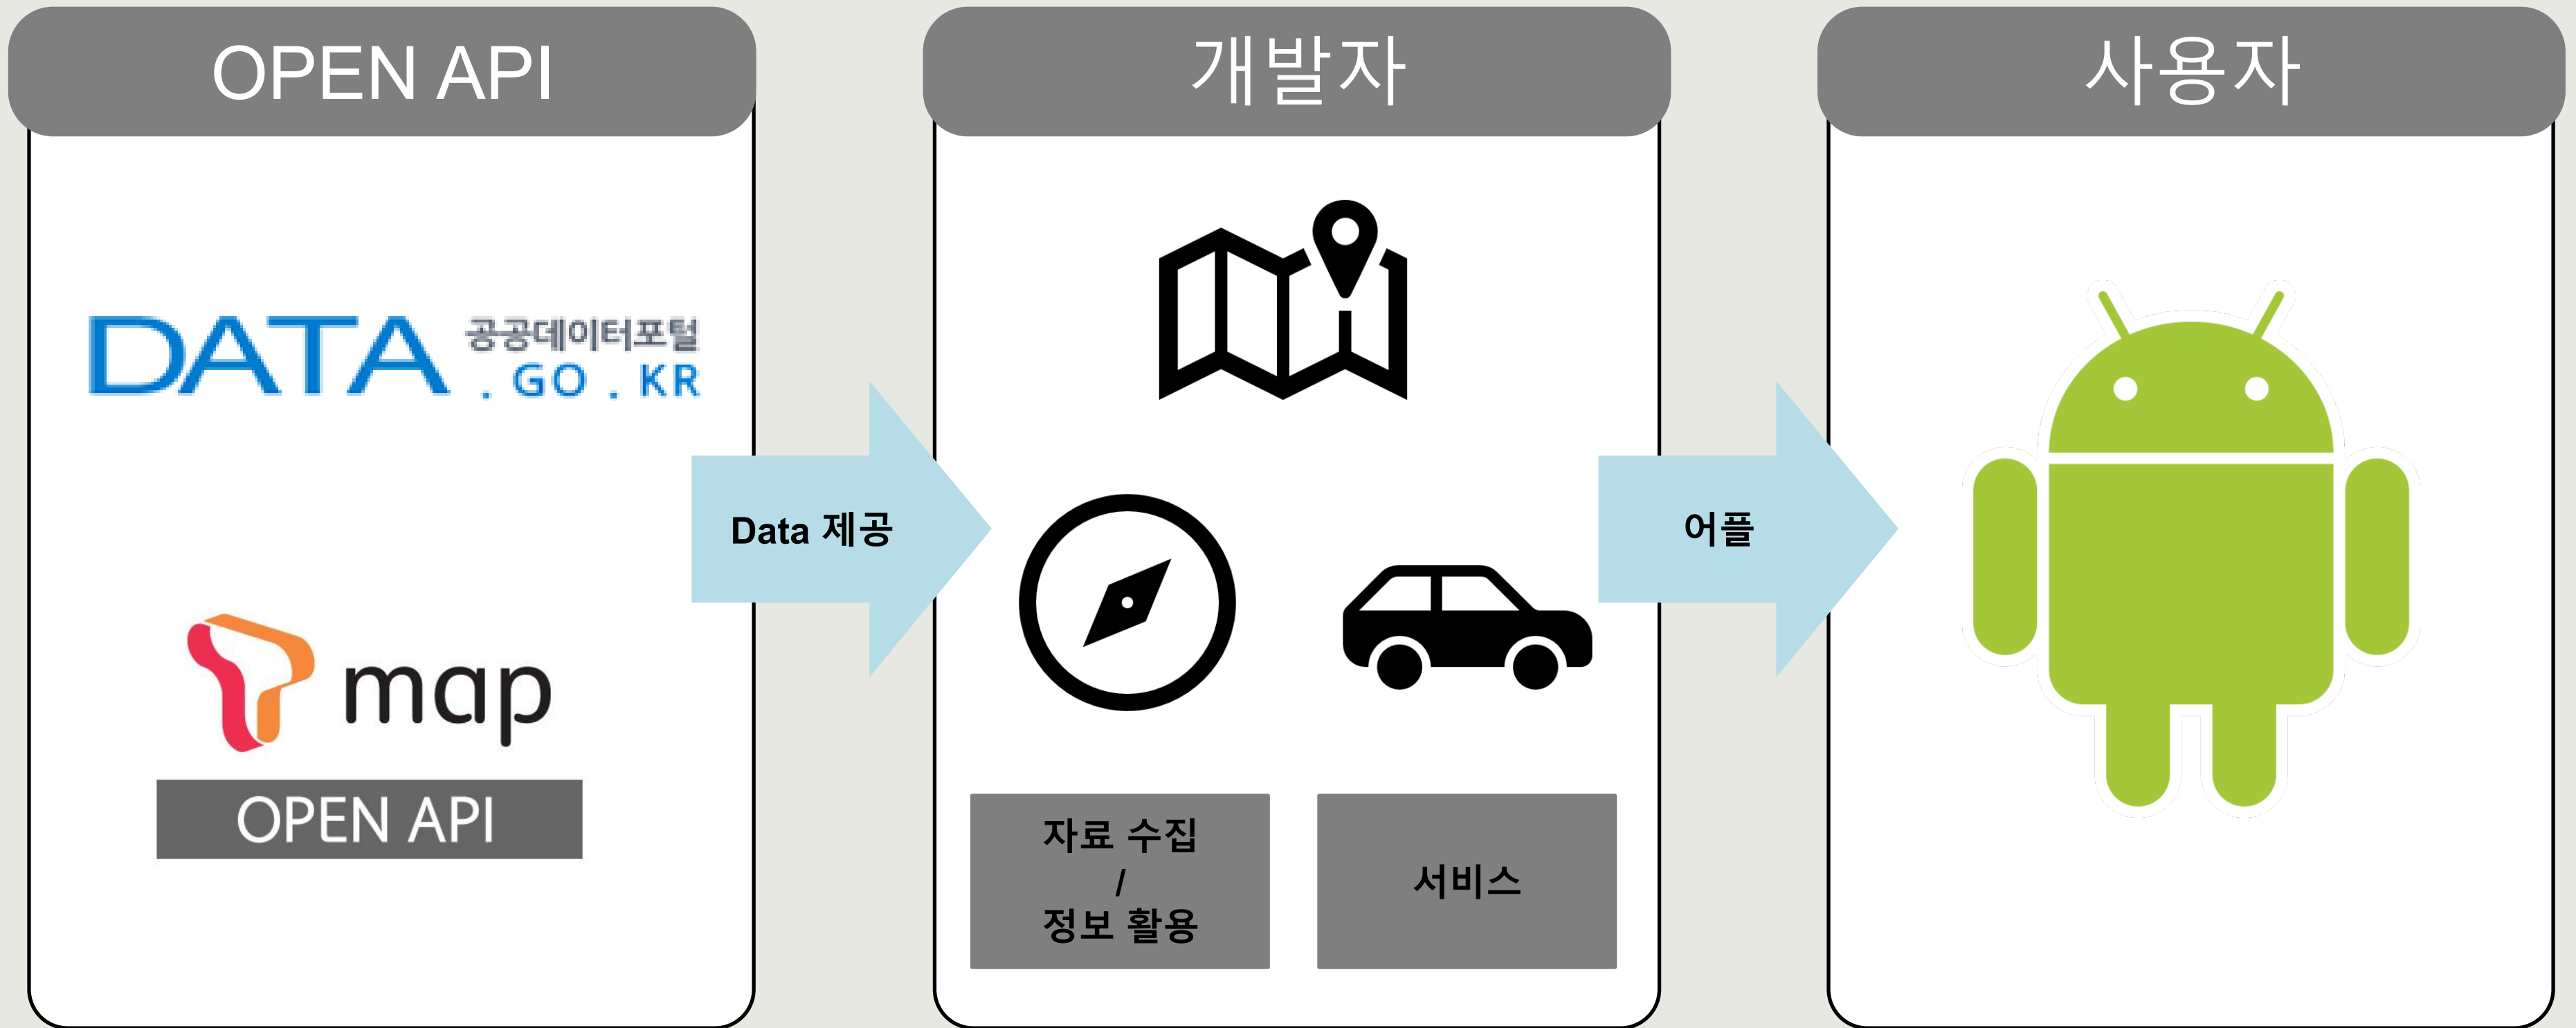 OPEN API
DATA 공공데이터포털
. GO . KR
map
OPEN API
Data 제공
개발자
자료 수집
/
정보 활용
서비스
어플
사용자